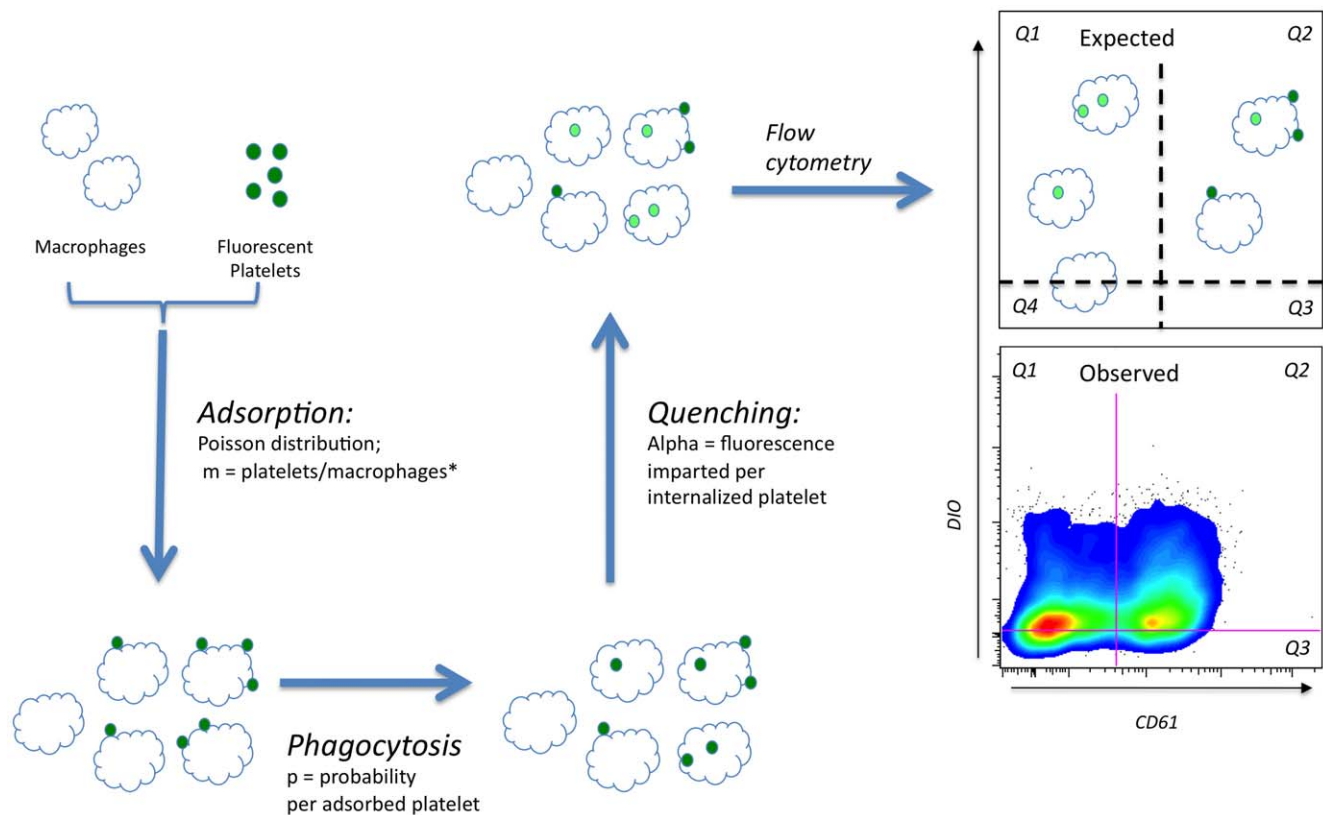 Macrophages
Fluorescent
Platelets
Adsorption:
Poisson distribution;
m = platelets/macrophages*
Phagocytosis
p = probability
per adsorbed platelet
Quenching:
Alpha = fluorescence
imparted per
internalized platelet
Flow
cytometry
Q1
Expected
Q2
Q4
Q3
Q1
Observed
Q2
Q3
DIO
CD61